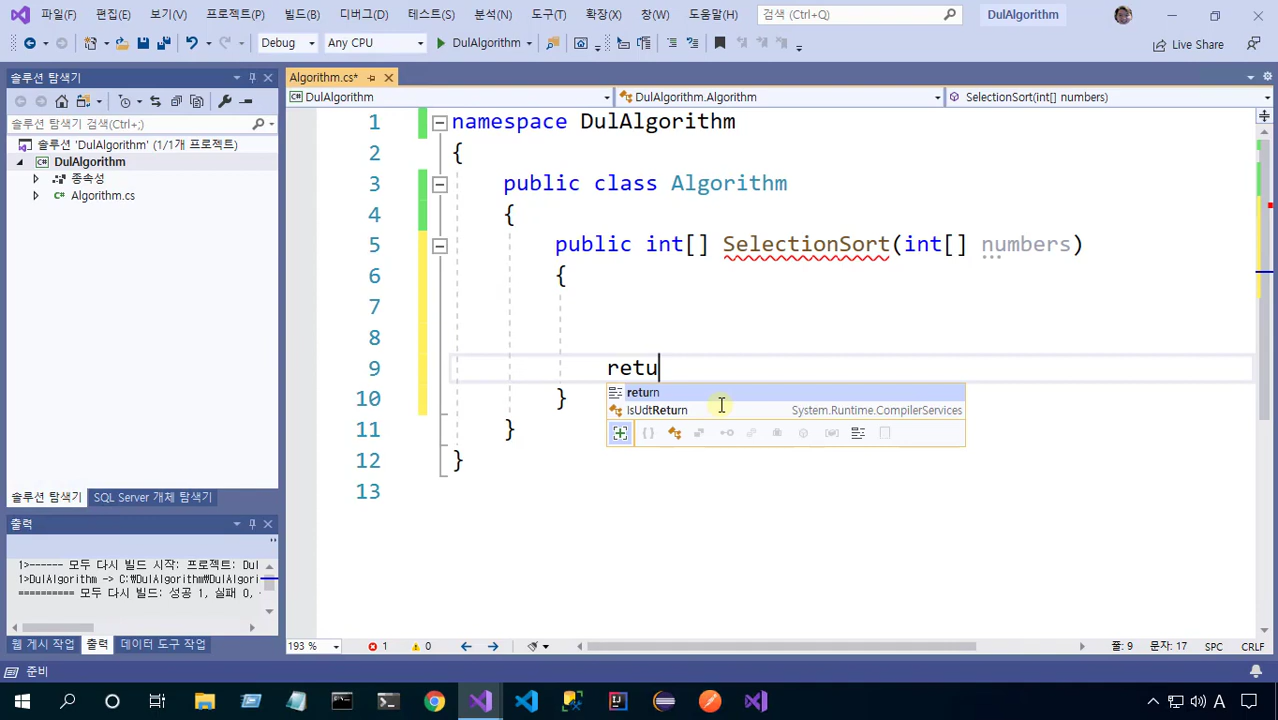 파일(F) 편집(E) 보기(V) 프로젝트(P) 빌드(B) 디버그(D) 테스트(S) 분석(N) 도구(T) 확장(X) 창(W) 도움말(H) 검색 (Ctrl+Q) DulAlgorithm
Debug Any CPU DulAlgorithm Live Share
솔루션 탐색기
솔루션 탐색기 검색(Ctrl+;)
솔루션 'DulAlgorithm' (1/1개 프로젝트)
DulAlgorithm
종속성
Algorithm.cs
솔루션 탐색기 SQL Server 개체 탐색기
출력
1>------ 모두 다시 빌드 시작: 프로젝트: Dul
1>DulAlgorithm -> C:₩DulAlgorithm₩DulAlgori
========== 모두 다시 빌드: 성공 1, 실패 0,
웹 게시 작업 출력 데이터 도구 작업
Algorithm.cs*
DulAlgorithm DulAlgorithm.Algorithm SelectionSort(int[] numbers)
1 namespace DulAlgorithm
2 {
3 public class Algorithm
4 {
5 public int[] SelectionSort(int[] numbers)
6 {
7
8
9 retu
return
IsUdtReturn System.Runtime.CompilerServices
10 }
11 }
12 }
13
193 % 1 0 줄: 9 문자: 17 SPC CRLF
준비
A